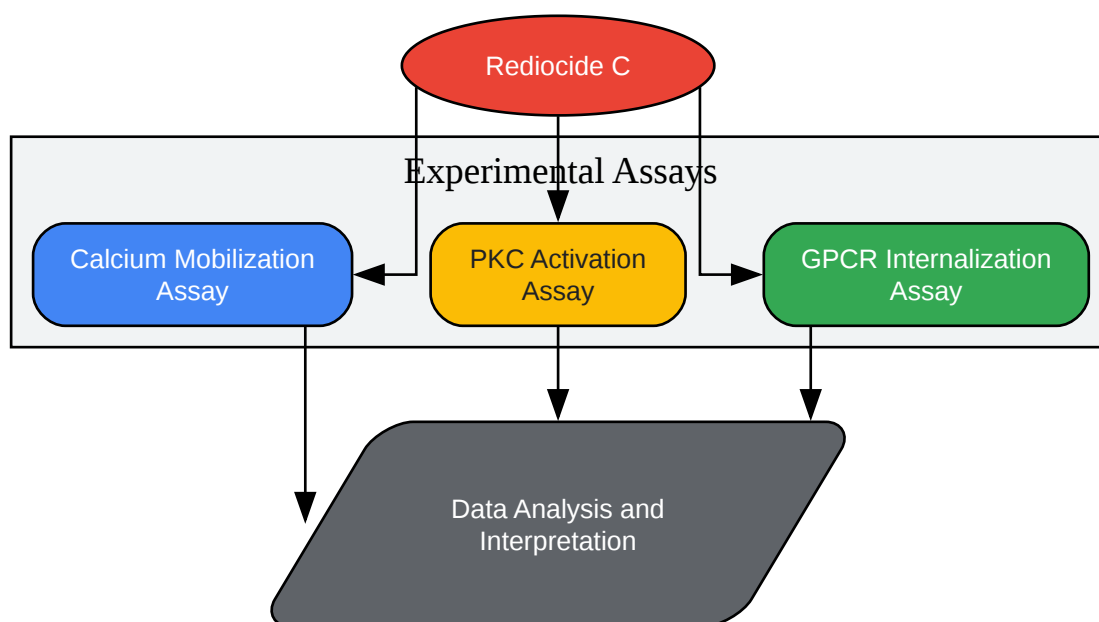 Rediocide C
Experimental Assays
Calcium Mobilization
Assay
PKC Activation
Assay
GPCR Internalization
Assay
Data Analysis and
Interpretation